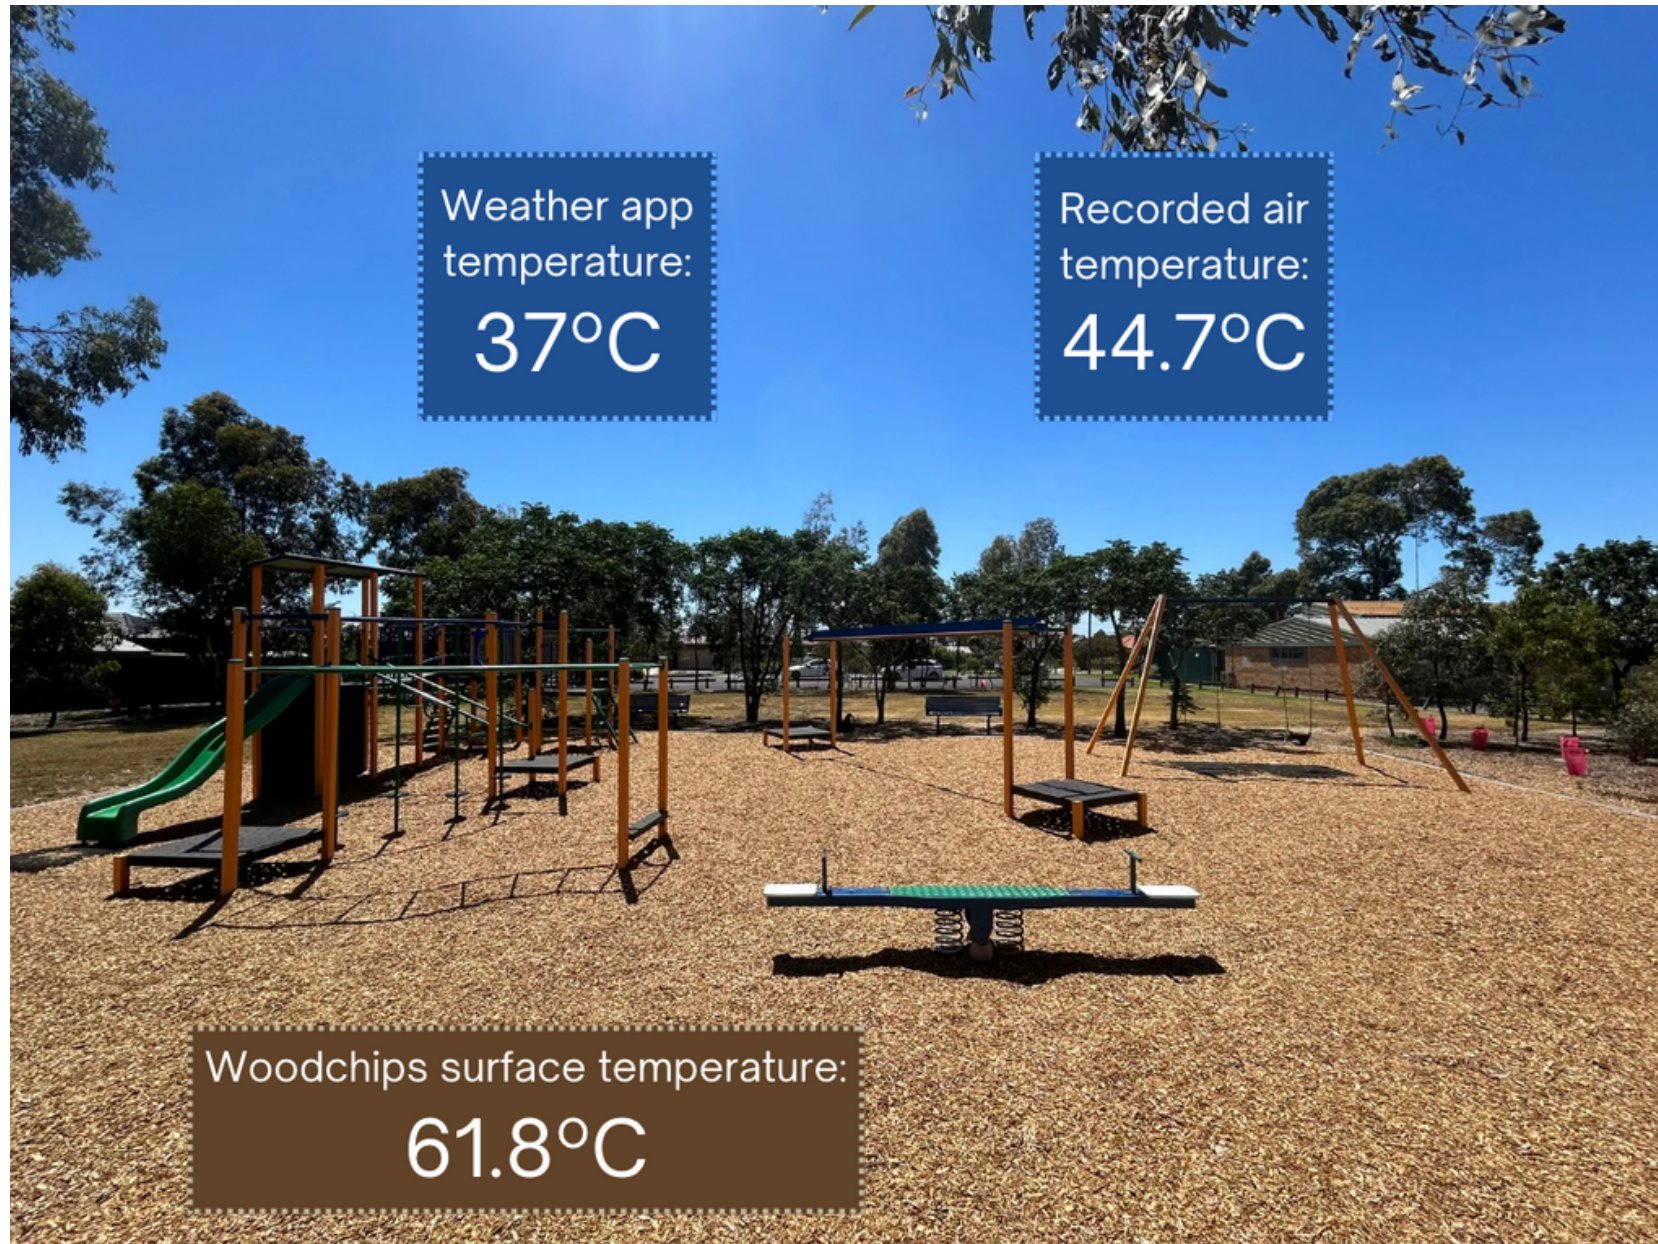 Weather app
temperature:
37°C
Recorded air
temperature:
44.7°C
Woodchips surface temperature:
61.8°C